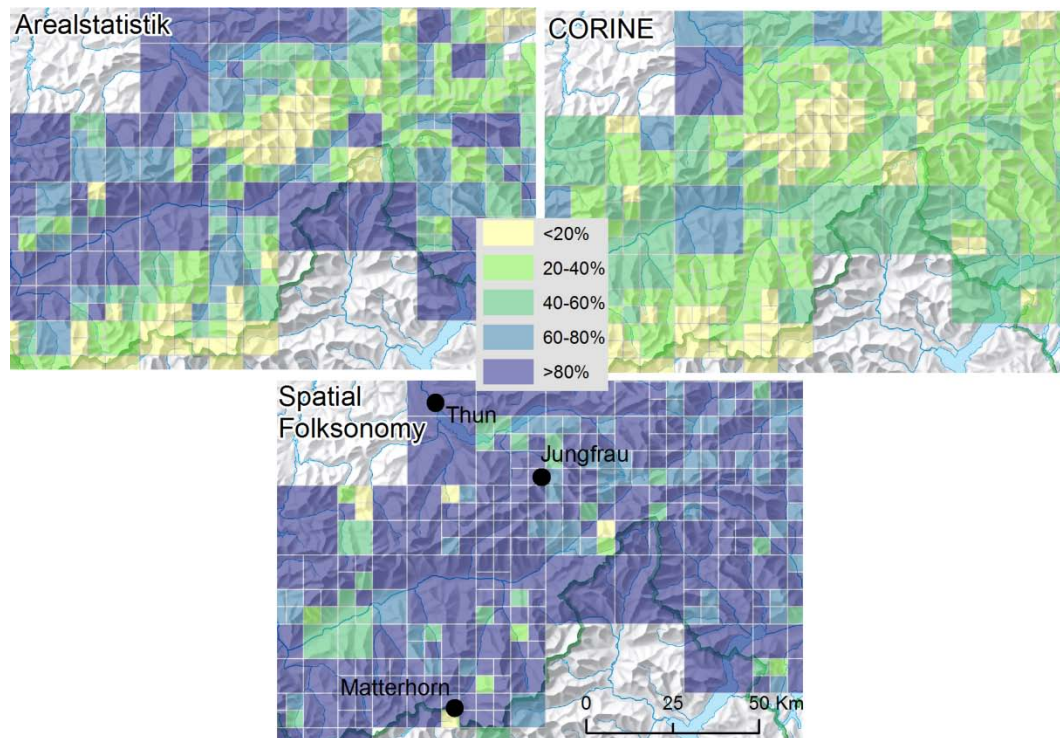 Arealstatistik
CORINE
<20%
20-40%
40-60%
60-80%
>80%
Spatial
Folksonomy
Thun
Jungfrau
Matterhorn
0 25 50 Km